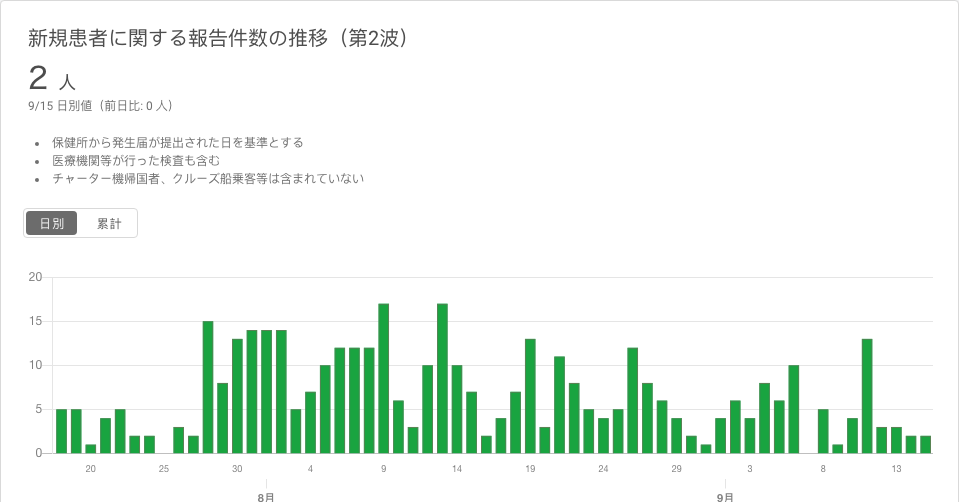 新規患者に関する報告件数の推移（第2波）
2 人
9/15 日別値（前日比: 0 人）
保健所から発生届が提出された日を基準とする
医療機関等が行った検査も含む
チャーター機帰国者、クルーズ船乗客等は含まれていない
日別 累計
20
15
10
5
0
20 25 30 4 9 14 19 24 29 3 8 13
8月 9月